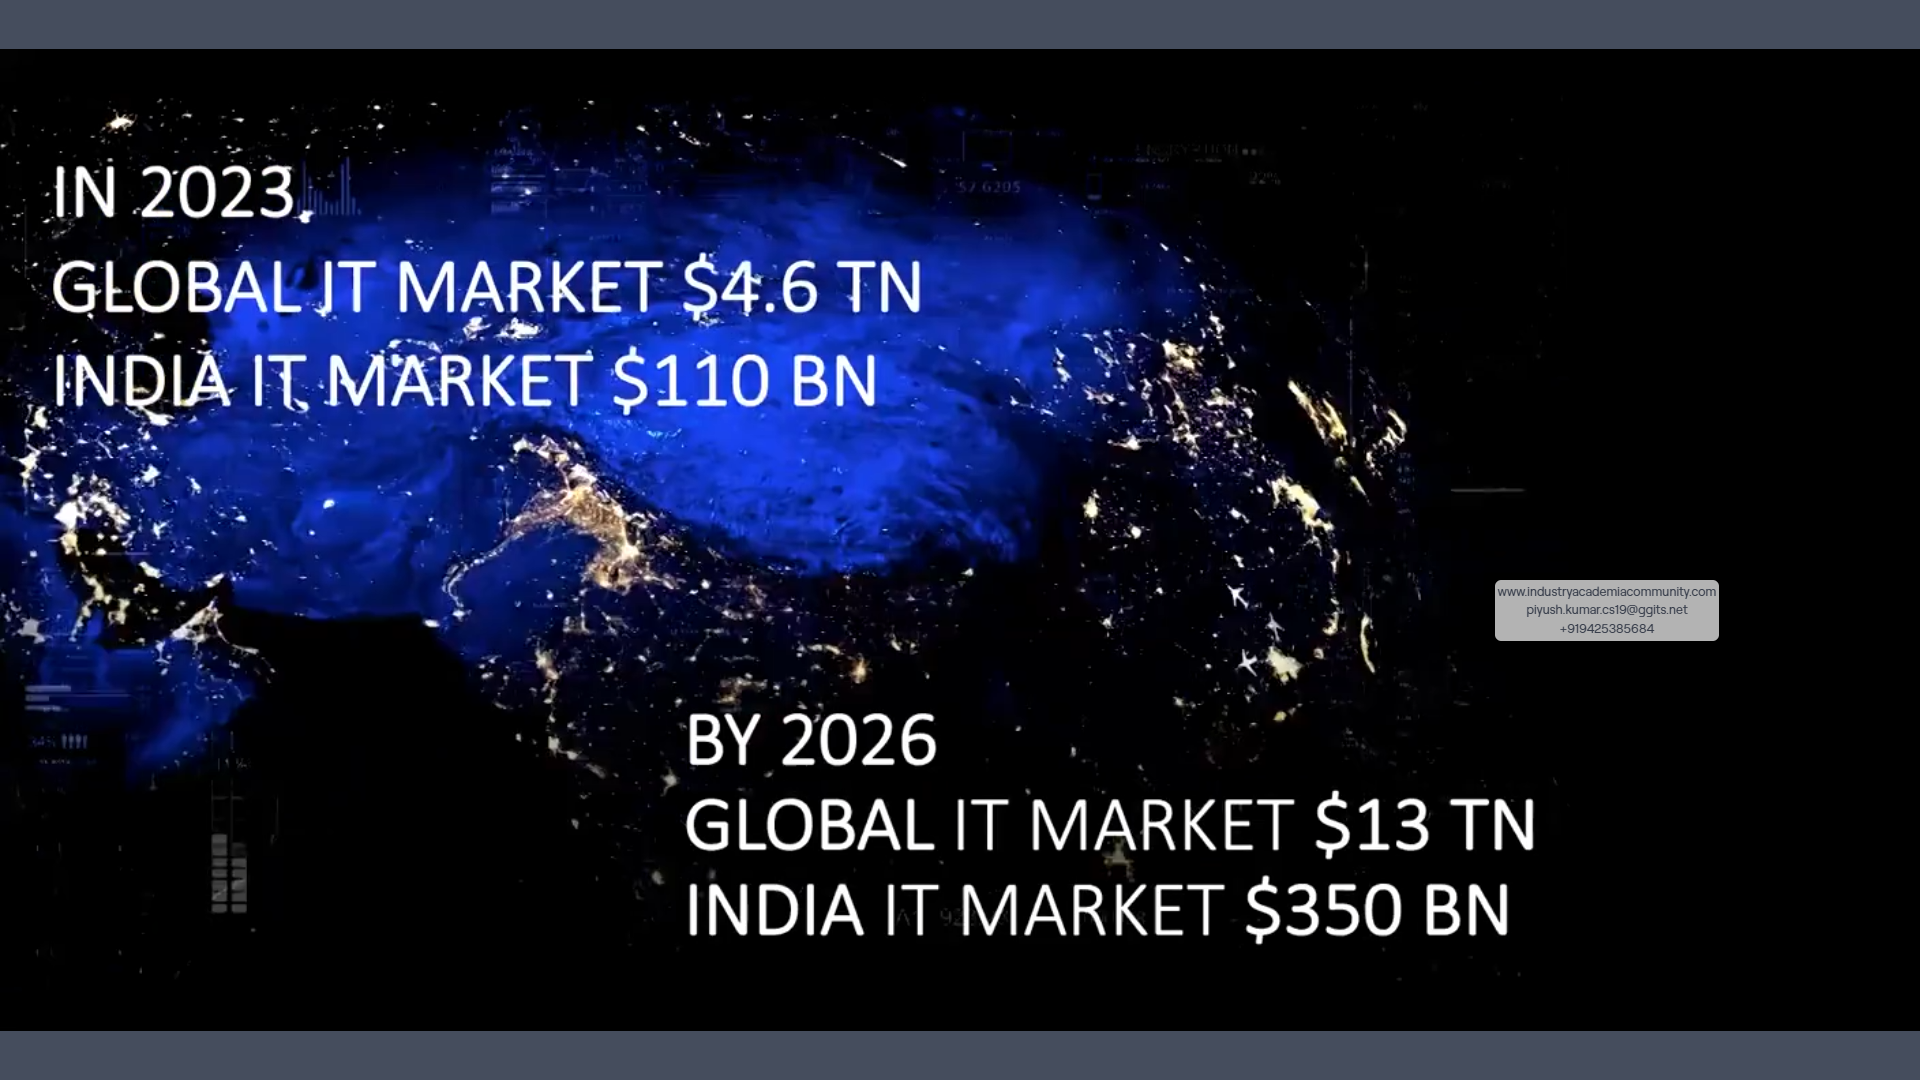 IN 2023,
GLOBAL IT MARKET $4.6 TN
INDIA IT MARKET $110 BN
www.industryacademiacommunity.com
piyush.kumar.cs19@ggits.net
+919425385684
BY 2026
GLOBAL IT MARKET $13 TN
INDIA IT MARKET $350 BN